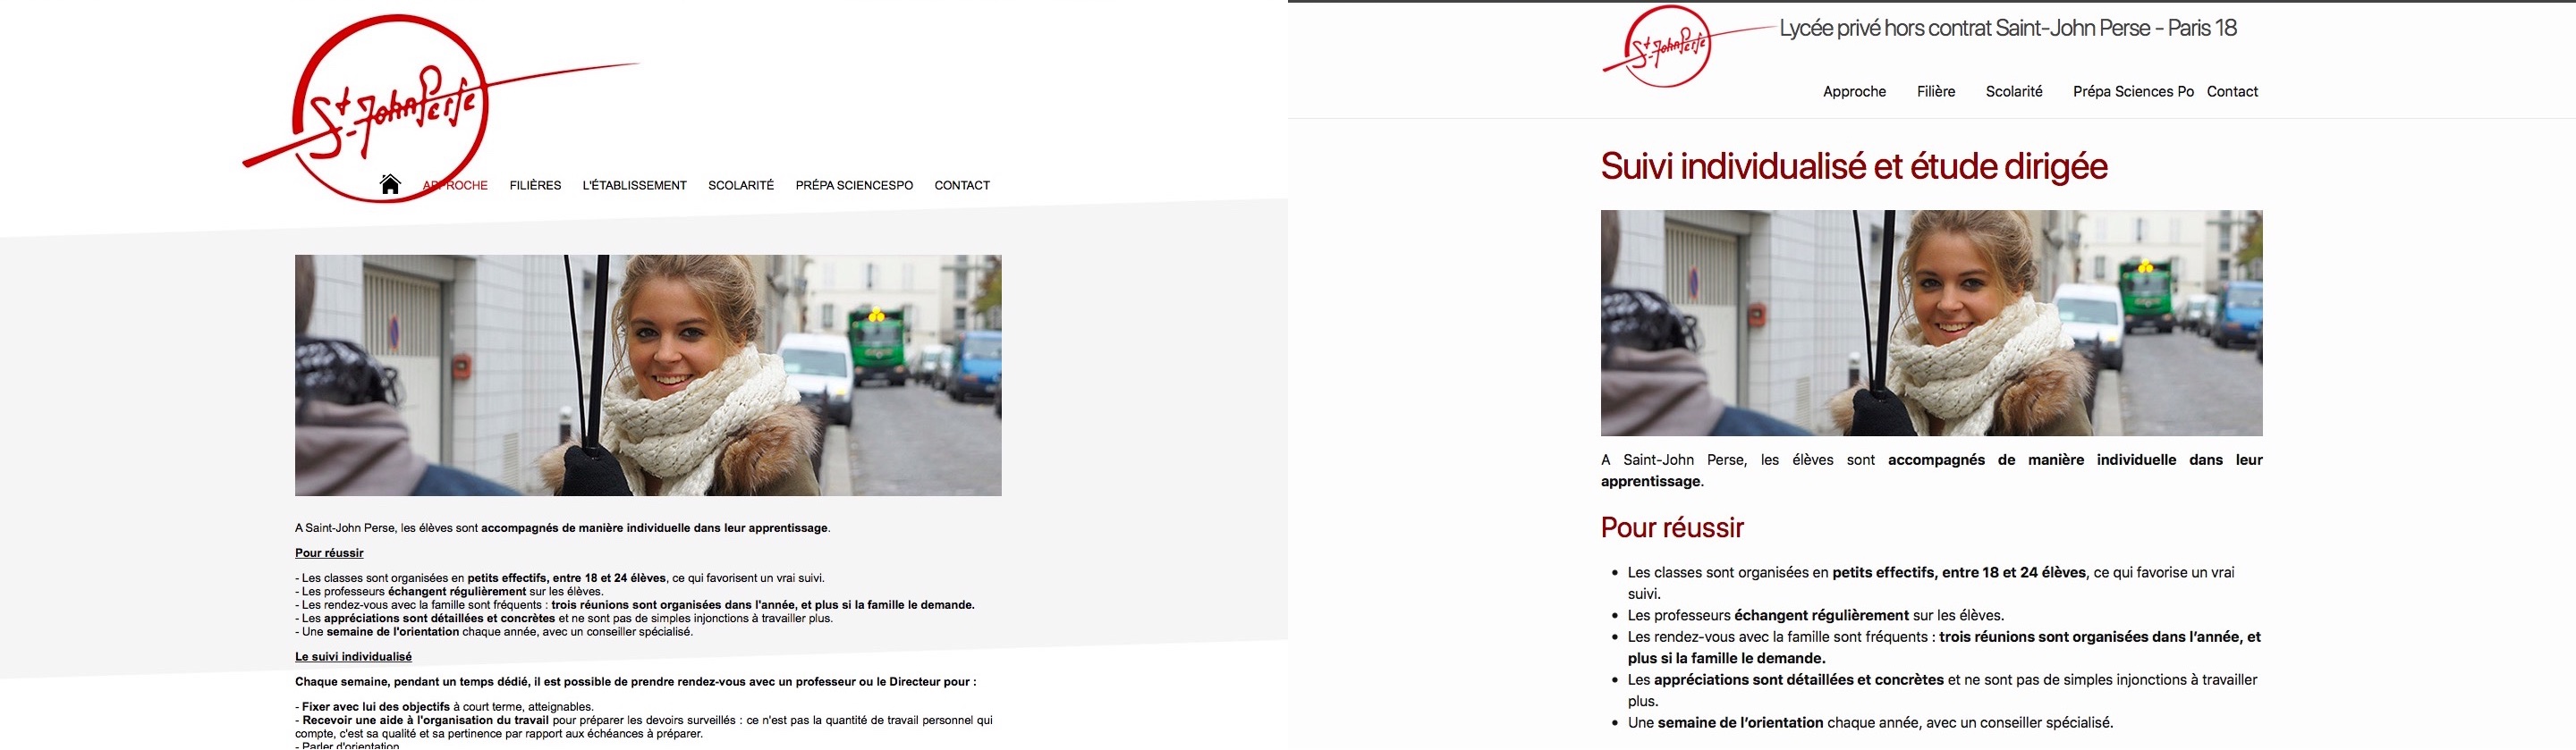 St-John Perse
APPROCHE FILIÈRES L'ÉTABLISSEMENT SCOLARITÉ PRÉPA SCIENCESPO CONTACT
A Saint-John Perse, les élèves sont accompagnés de manière individuelle dans leur apprentissage.
Pour réussir
- Les classes sont organisées en petits effectifs, entre 18 et 24 élèves, ce qui favorisent un vrai suivi.
- Les professeurs échangent régulièrement sur les élèves.
- Les rendez-vous avec la famille sont fréquents : trois réunions sont organisées dans l'année, et plus si la famille le demande.
- Les appréciations sont détaillées et concrètes et ne sont pas de simples injonctions à travailler plus.
- Une semaine de l'orientation chaque année, avec un conseiller spécialisé.
Le suivi individualisé
Chaque semaine, pendant un temps dédié, il est possible de prendre rendez-vous avec un professeur ou le Directeur pour :
- Fixer avec lui des objectifs à court terme, atteignables.
- Recevoir une aide à l'organisation du travail pour préparer les devoirs surveillés : ce n'est pas la quantité de travail personnel qui
compte, c'est sa qualité et sa pertinence par rapport aux échéances à préparer.
- Parler d'orientation
St-John Perse
Lycée privé hors contrat Saint-John Perse - Paris 18
Approche Filière Scolarité Prépa Sciences Po Contact
Suivi individualisé et étude dirigée
A Saint-John Perse, les élèves sont accompagnés de manière individuelle dans leur
apprentissage.
Pour réussir
• Les classes sont organisées en petits effectifs, entre 18 et 24 élèves, ce qui favorise un vrai
suivi.
• Les professeurs échangent régulièrement sur les élèves.
• Les rendez-vous avec la famille sont fréquents : trois réunions sont organisées dans l’année, et
plus si la famille le demande.
• Les appréciations sont détaillées et concrètes et ne sont pas de simples injonctions à travailler
plus.
• Une semaine de l’orientation chaque année, avec un conseiller spécialisé.